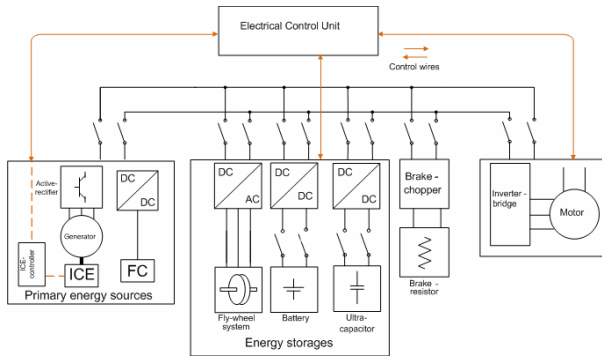 Electrical Control Unit
Control wires
Active-
rectifier
DC
DC
Generator
ICE-
controller
ICE
FC
Primary energy sources
DC
AC
DC
DC
DC
DC
Fly-wheel
system
Battery
Ultra-
capacitor
Energy storages
Brake-
chopper
Brake-
resistor
Inverter-
bridge
Motor